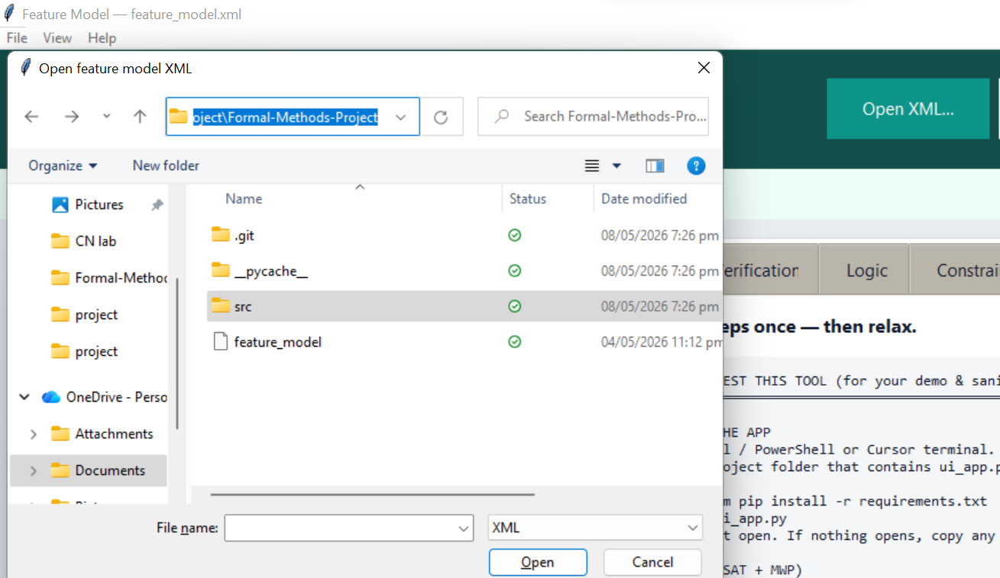 Feature Model — feature_model.xml
File View Help
Open feature model XML
oject\Formal-Methods-Project
Search Formal-Methods-Pro...
Open XML...
Organize
New folder
Name
Status
Date modified
Pictures
CN lab
Formal-Method
project
project
OneDrive - Perso
Attachments
Documents
.git 08/05/2026 7:26 pm
__pycache__ 08/05/2026 7:26 pm
src 08/05/2026 7:26 pm
feature_model 04/05/2026 11:12 pm
File name:
XML
Open
Cancel
erification
Logic
Constrai
eps once — then relax.
EST THIS TOOL (for your demo & sani
HE APP
l / PowerShell or Cursor terminal.
oject folder that contains ui_app.p
m pip install -r requirements.txt
i_app.py
t open. If nothing opens, copy any
SAT + MWP)